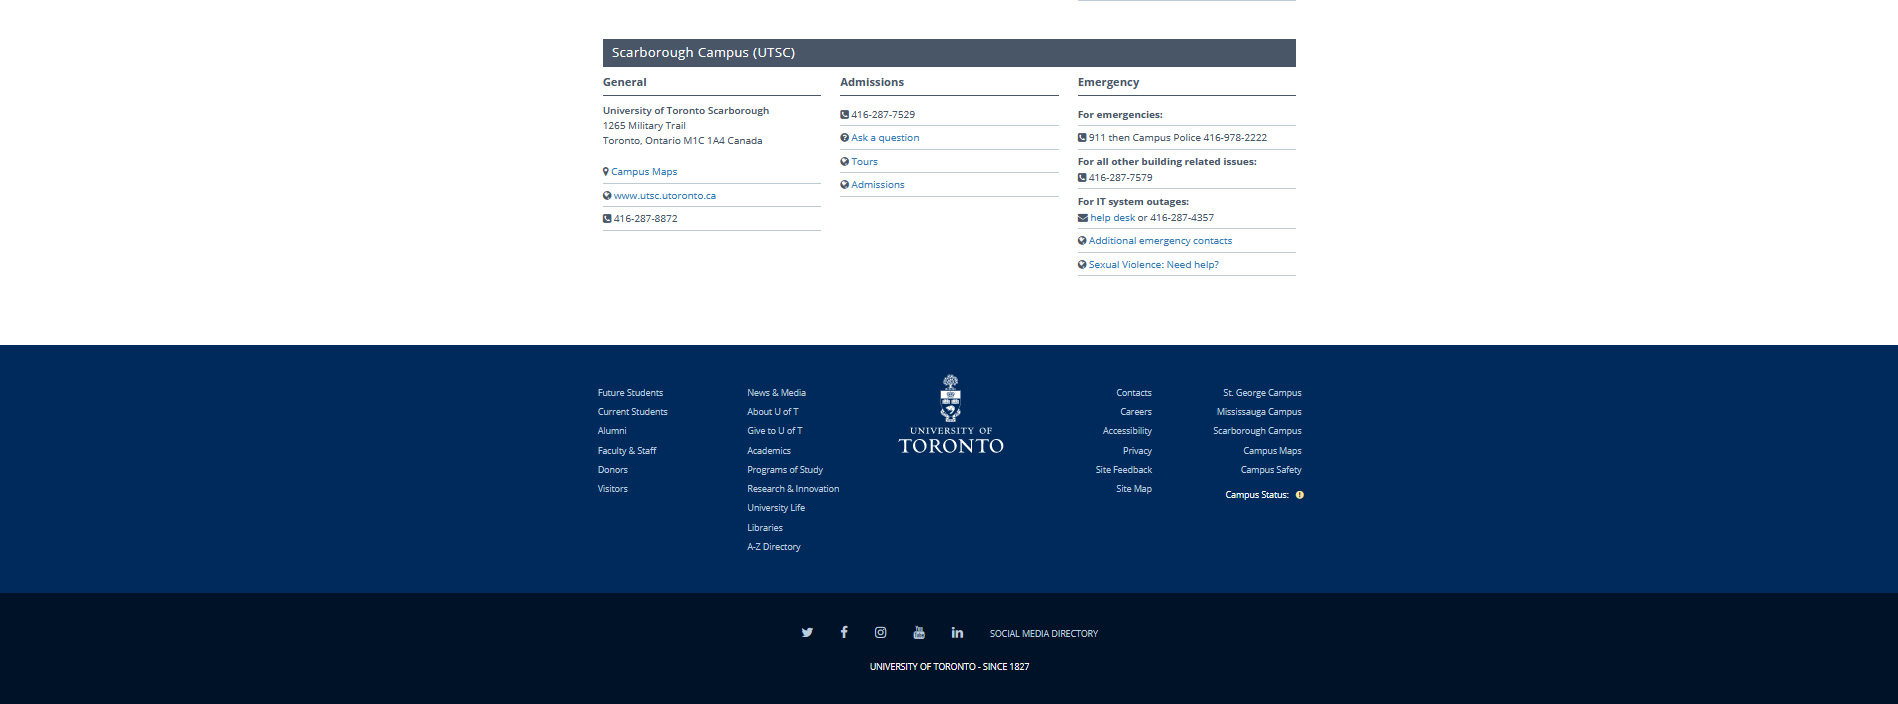 Scarborough Campus (UTSC)
General
University of Toronto Scarborough
1265 Military Trail
Toronto, Ontario M1C 1A4 Canada
Campus Maps
www.utsc.utoronto.ca
416-287-8872
Admissions
416-287-7529
Ask a question
Tours
Admissions
Emergency
For emergencies:
911 then Campus Police 416-978-2222
For all other building related issues:
416-287-7579
For IT system outages:
help desk or 416-287-4357
Additional emergency contacts
Sexual Violence: Need help?
Future Students
Current Students
Alumni
Faculty & Staff
Donors
Visitors
News & Media
About U of T
Give to U of T
Academics
Programs of Study
Research & Innovation
University Life
Libraries
A-Z Directory
UNIVERSITY OF
TORONTO
Contacts
Careers
Accessibility
Privacy
Site Feedback
Site Map
St. George Campus
Mississauga Campus
Scarborough Campus
Campus Maps
Campus Safety
Campus Status:
SOCIAL MEDIA DIRECTORY
UNIVERSITY OF TORONTO - SINCE 1827